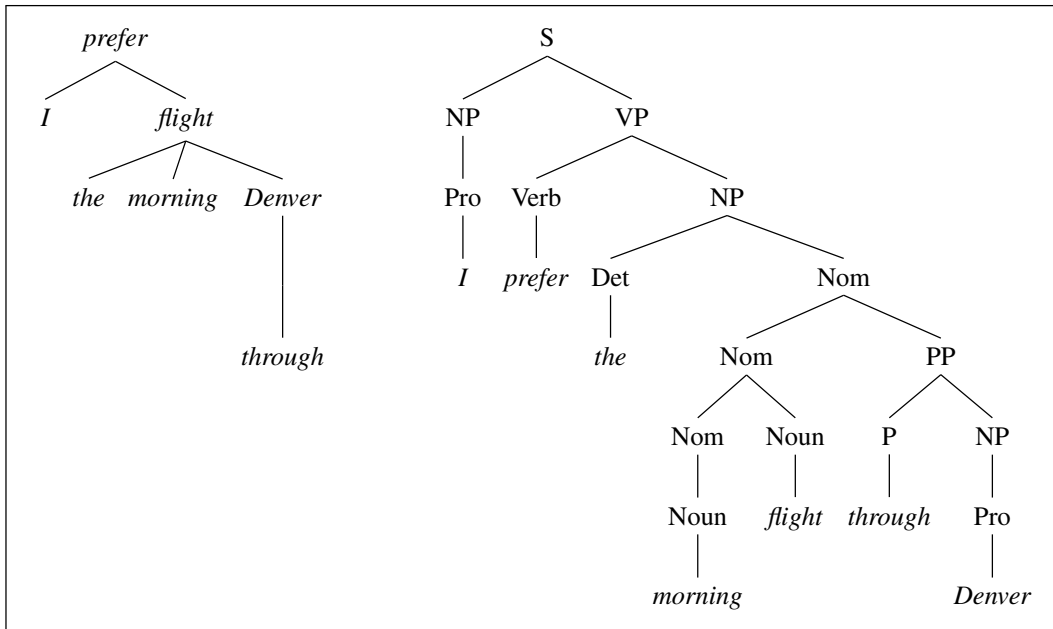 prefer S
I flight NP VP
the morning Denver Pro Verb NP
I prefer Det Nom
through the Nom PP
Nom Noun P NP
Noun flight through Pro
morning Denver